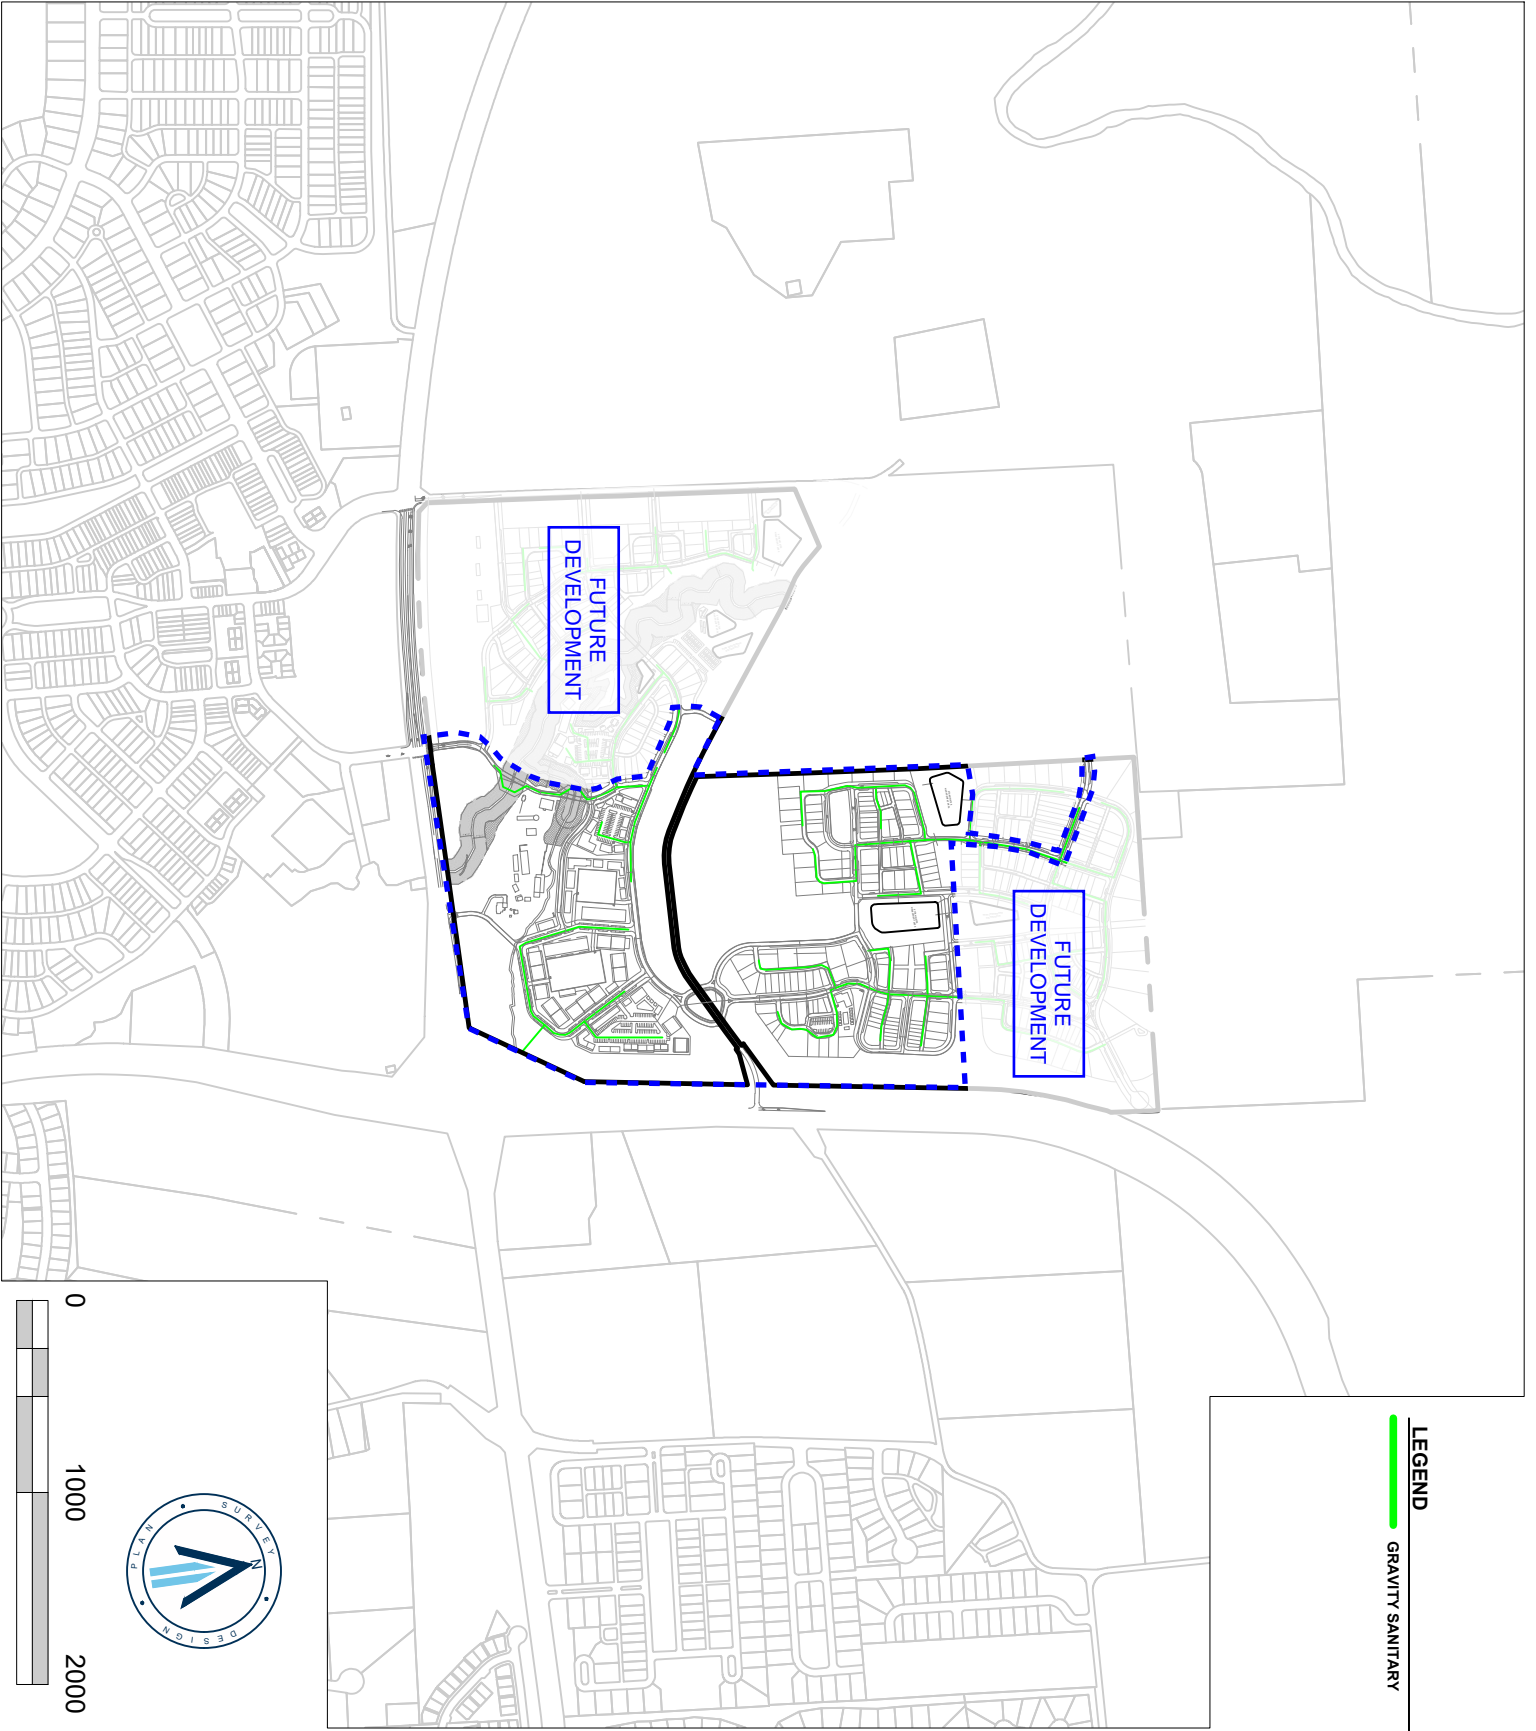 FUTURE
DEVELOPMENT
FUTURE
DEVELOPMENT
LEGEND
GRAVITY SANITARY
0
1000
2000
N
PLAN • SURVEY • DESIGN •